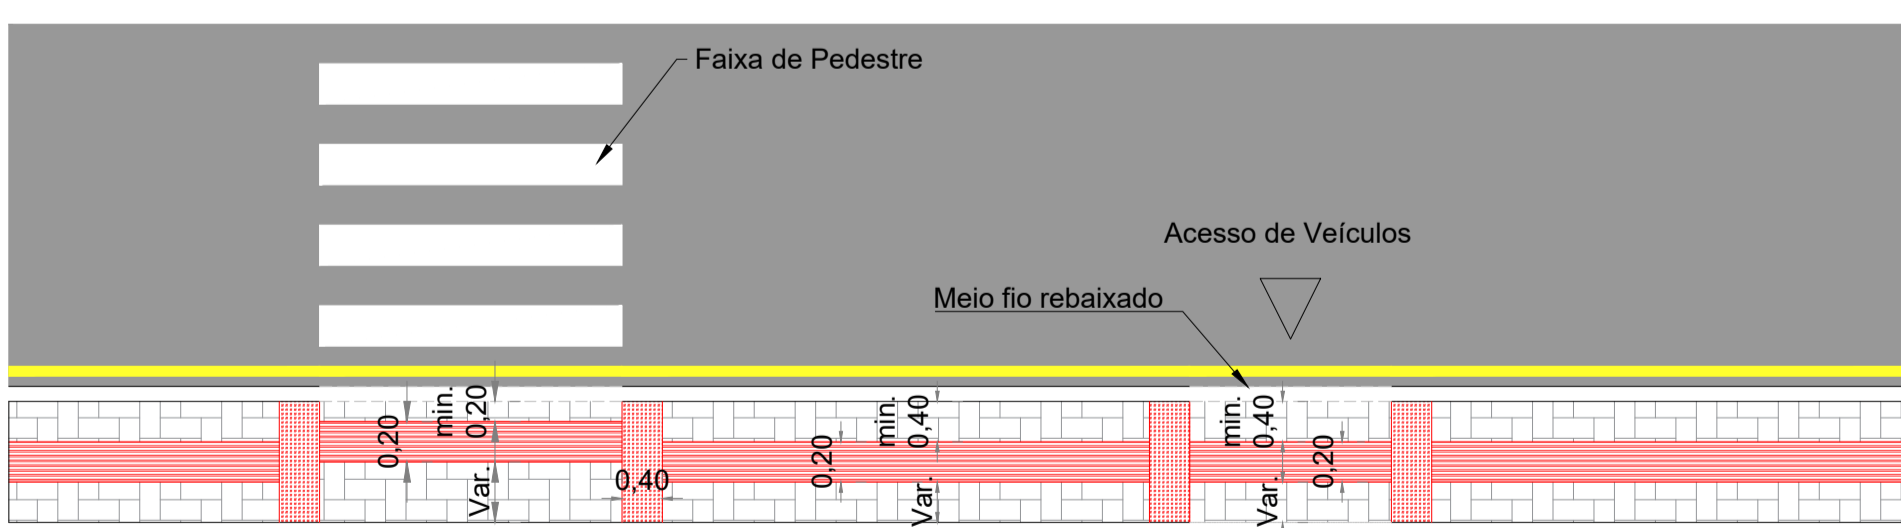 Faixa de Pedestre
Acesso de Veículos
Meio fio rebaixado
0,20
min.
0,20
Var.
0,40
0,20
min.
0,40
Var.
min.
0,40
Var.
0,20